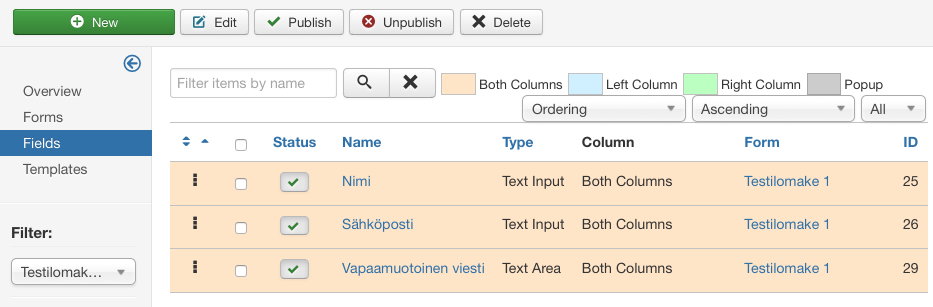 New Edit Publish Unpublish Delete
Overview
Forms
Fields
Templates
Filter:
Testilomak...
Filter items by name Both Columns Left Column Right Column Popup
Ordering Ascending All
Status Name Type Column Form ID
Nimi Text Input Both Columns Testilomake 1 25
Sähköposti Text Input Both Columns Testilomake 1 26
Vapaamuotoinen viesti Text Area Both Columns Testilomake 1 29